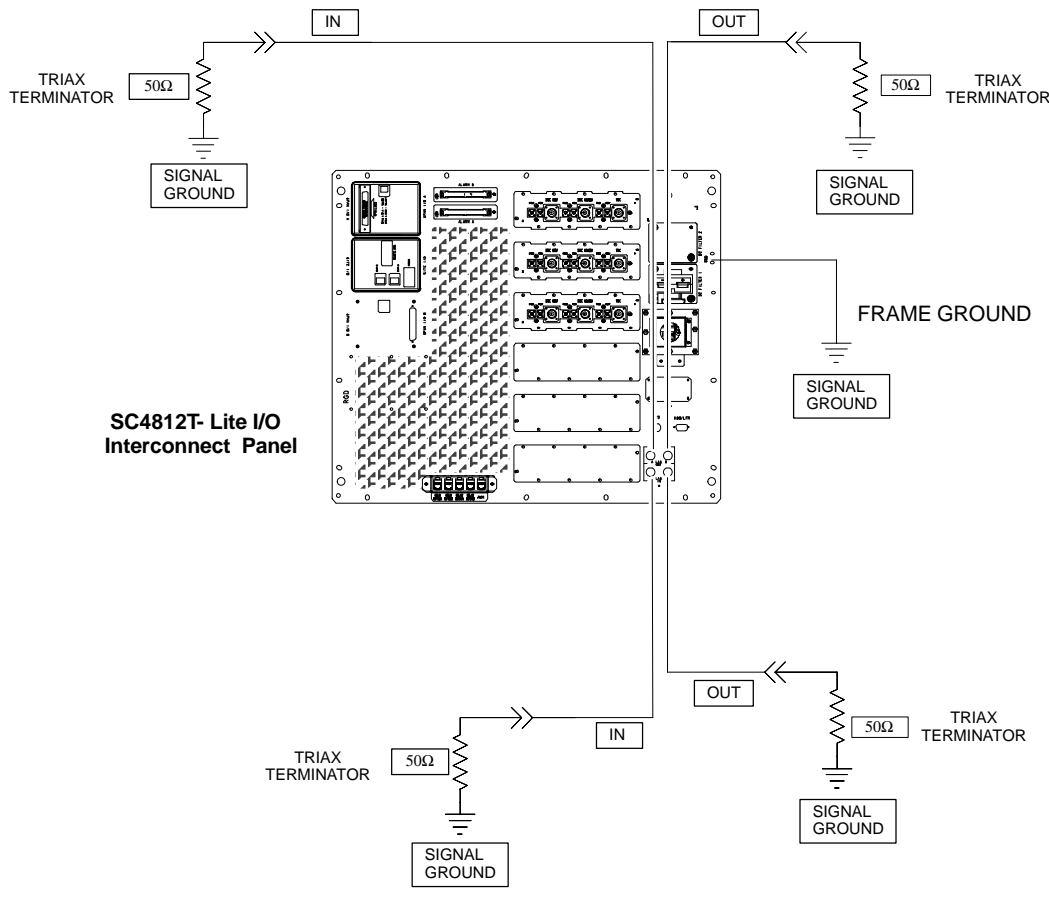 IN
OUT
TRIAX
TERMINATOR
50Ω
50Ω
TRIAX
TERMINATOR
SIGNAL
GROUND
SIGNAL
GROUND
FRAME GROUND
SIGNAL
GROUND
RGD
SC4812T- Lite I/O
Interconnect Panel
OUT
IN
50Ω
TRIAX
TERMINATOR
TRIAX
TERMINATOR
50Ω
SIGNAL
GROUND
SIGNAL
GROUND